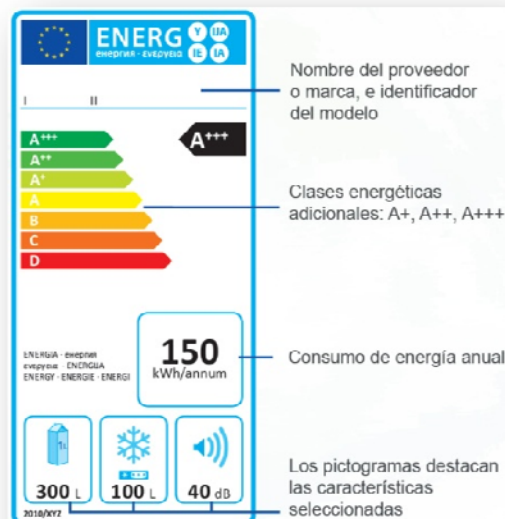 ENERG Y IJA
енергия · ενεργεια IE IA
Nombre del proveedor
o marca, e identificador
del modelo
I II
A+++ A+++
A++
A+
A
B
C
D
Clases energéticas
adicionales: A+, A++, A+++
ENERGIA · енергия
ενεργεια · ENERGIJA
ENERGY · ENERGIE · ENERGI
150
kWh/annum
Consumo de energía anual
1L
300 L 100 L 40 dB
Los pictogramas destacan
las características
seleccionadas
2010/XYZ